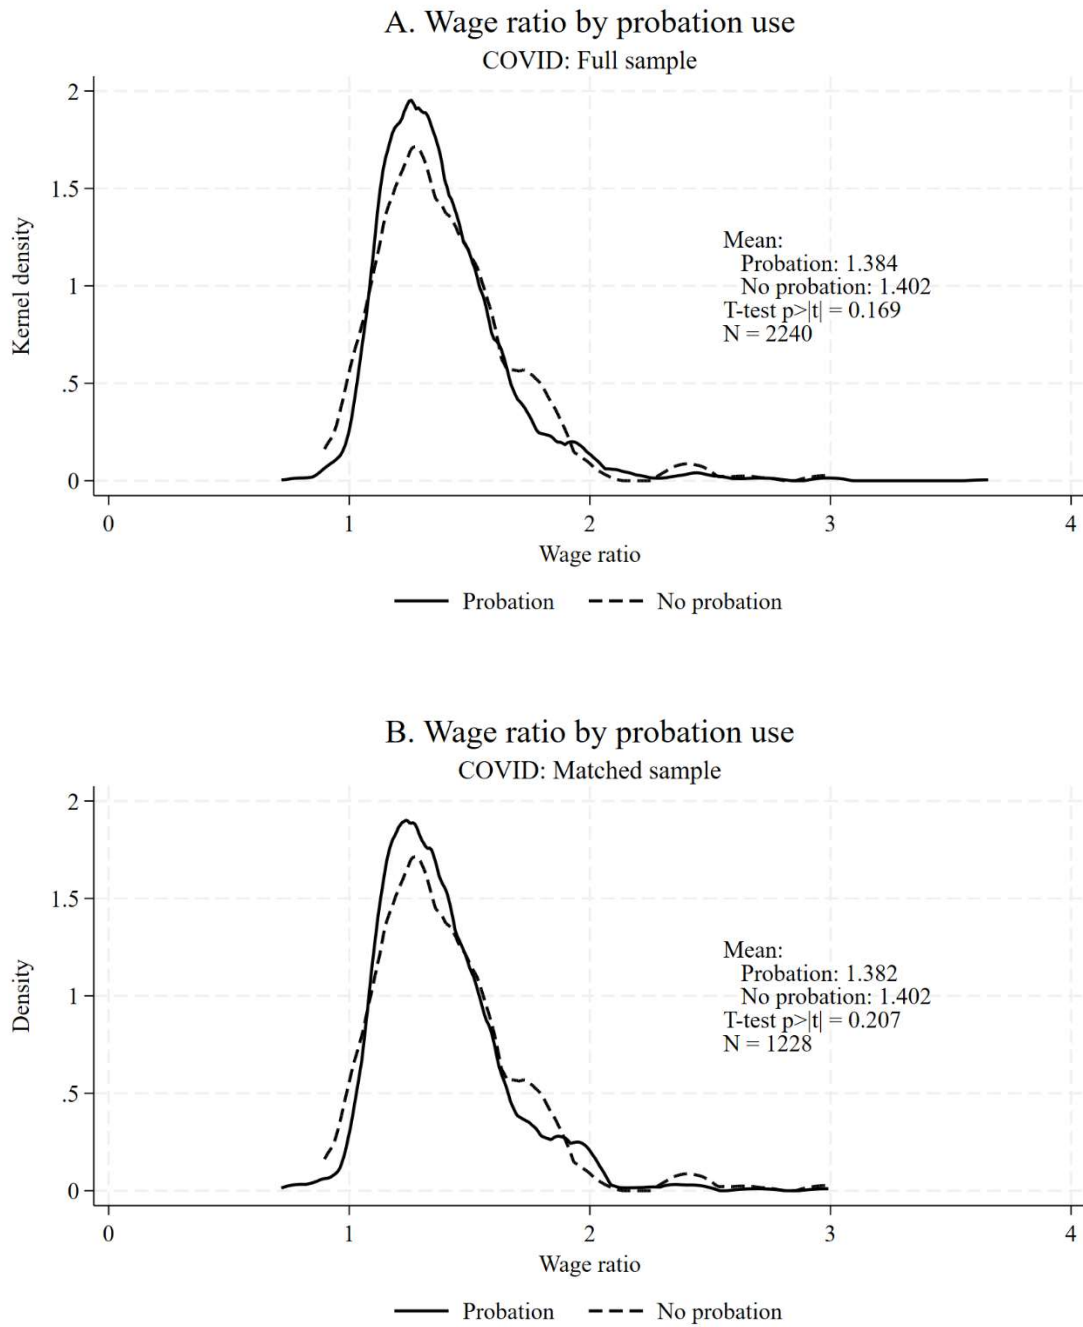 A. Wage ratio by probation use
COVID: Full sample
2
1.5
1
.5
0
Kernel density
Mean:
Probation: 1.384
No probation: 1.402
T-test p>|t| = 0.169
N = 2240
0 1 2 3 4
Wage ratio
Probation No probation
B. Wage ratio by probation use
COVID: Matched sample
2
1.5
1
.5
0
Density
Mean:
Probation: 1.382
No probation: 1.402
T-test p>|t| = 0.207
N = 1228
0 1 2 3 4
Wage ratio
Probation No probation